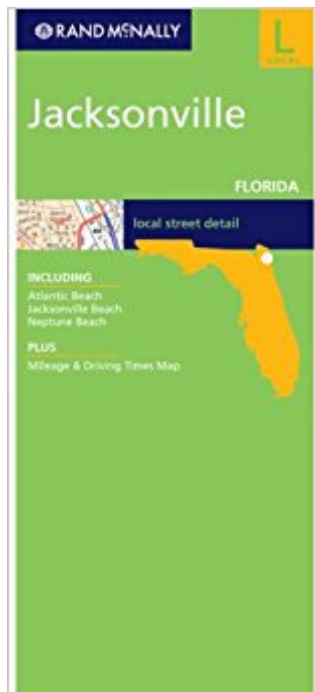 RAND McNALLY
L
LOCAL
Jacksonville
FLORIDA
local street detail
INCLUDING
Atlantic Beach
Jacksonville Beach
Neptune Beach
PLUS
Mileage & Driving Times Map